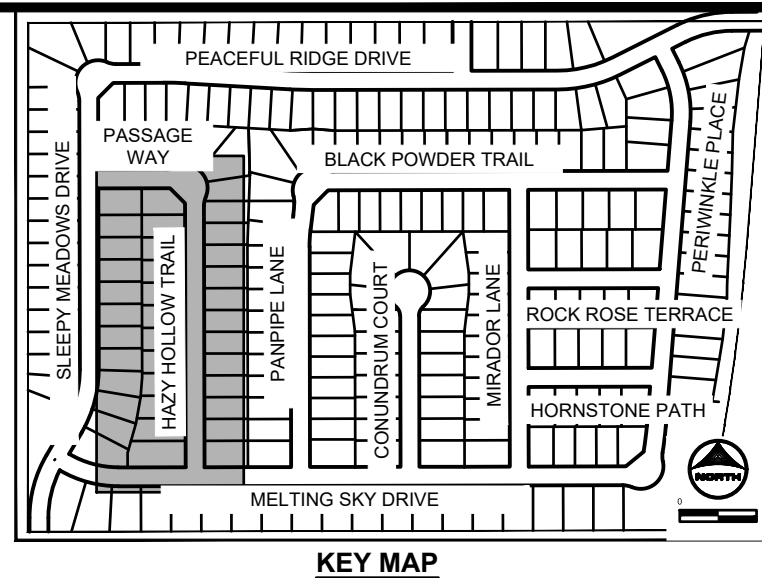 PEACEFUL RIDGE DRIVE
PASSAGE
WAY
BLACK POWDER TRAIL
SLEEPY MEADOWS DRIVE
HAZY HOLLOW TRAIL
PANPIPE LANE
CONUNDRUM COURT
MIRADOR LANE
PERIWINKLE PLACE
ROCK ROSE TERRACE
HORNSTONE PATH
MELTING SKY DRIVE
NORTH
0
KEY MAP